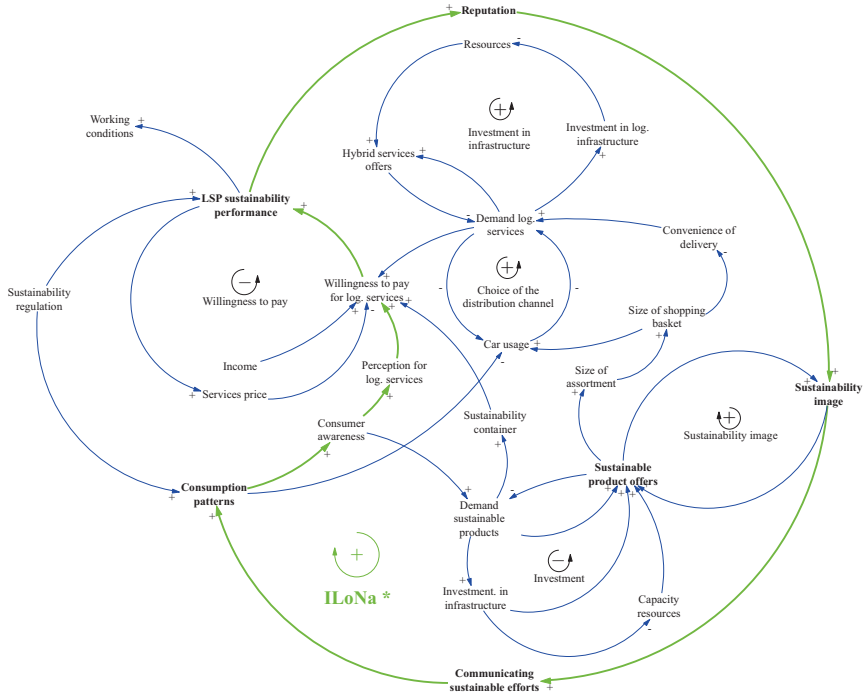 Reputation
Resources
Working
conditions
Investment in
infrastructure
Investment in log.
infrastructure
Hybrid services
offers
LSP sustainability
performance
Demand log.
services
Convenience of
delivery
Sustainability
regulation
Willingness to pay
Willingness to pay
for log. services
Choice of the
distribution channel
Size of shopping
basket
Car usage
Income
Perception for
log. services
Size of
assortment
Services price
Sustainability
image
Sustainability
container
Consumer
awareness
Sustainability image
Sustainable
product offers
Consumption
patterns
Demand
sustainable
products
Investment
ILoNa *
Investment. in
infrastructure
Capacity
resources
Communicating
sustainable efforts